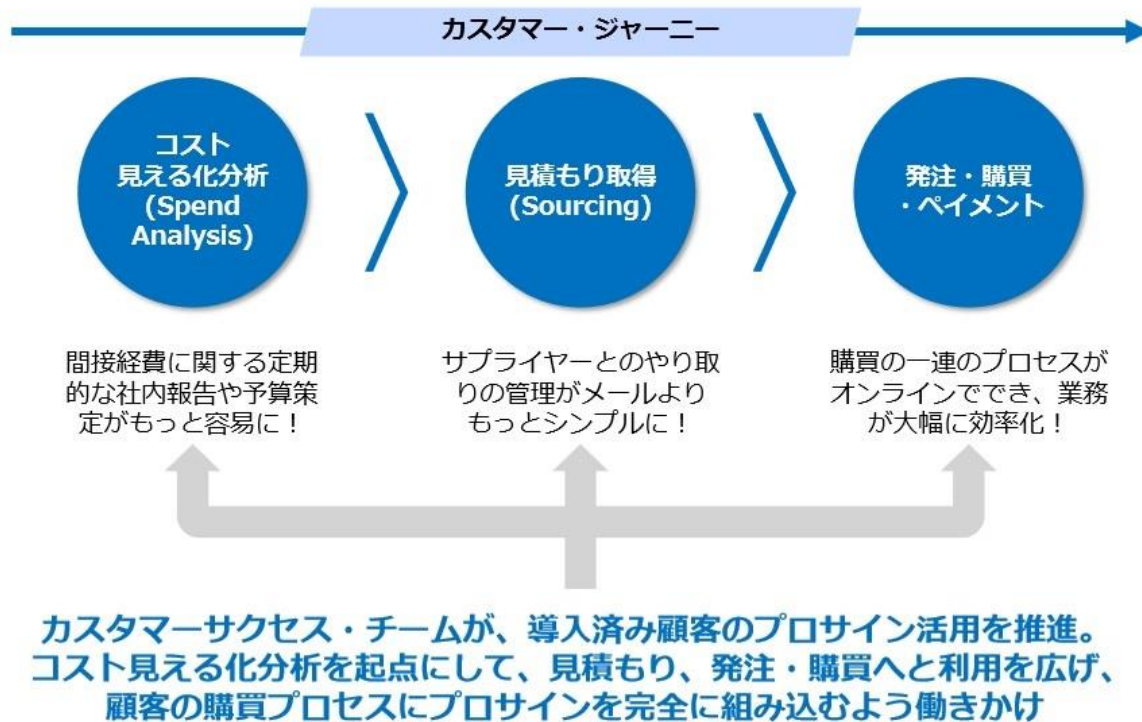 カスタマー・ジャーニー
コスト
見える化分析
(Spend
Analysis)
見積もり取得
(Sourcing)
発注・購買
・ペイメント
間接経費に関する定期
的な社内報告や予算策
定がもっと容易に！
サプライヤーとのやり取
りの管理がメールより
もっとシンプルに！
購買の一連のプロセスが
オンラインででき、業務
が大幅に効率化！
カスタマーサクセス・チームが、導入済み顧客のプロサイン活用を推進。
コスト見える化分析を起点にして、見積もり、発注・購買へと利用を広げ、
顧客の購買プロセスにプロサインを完全に組み込むよう働きかけ